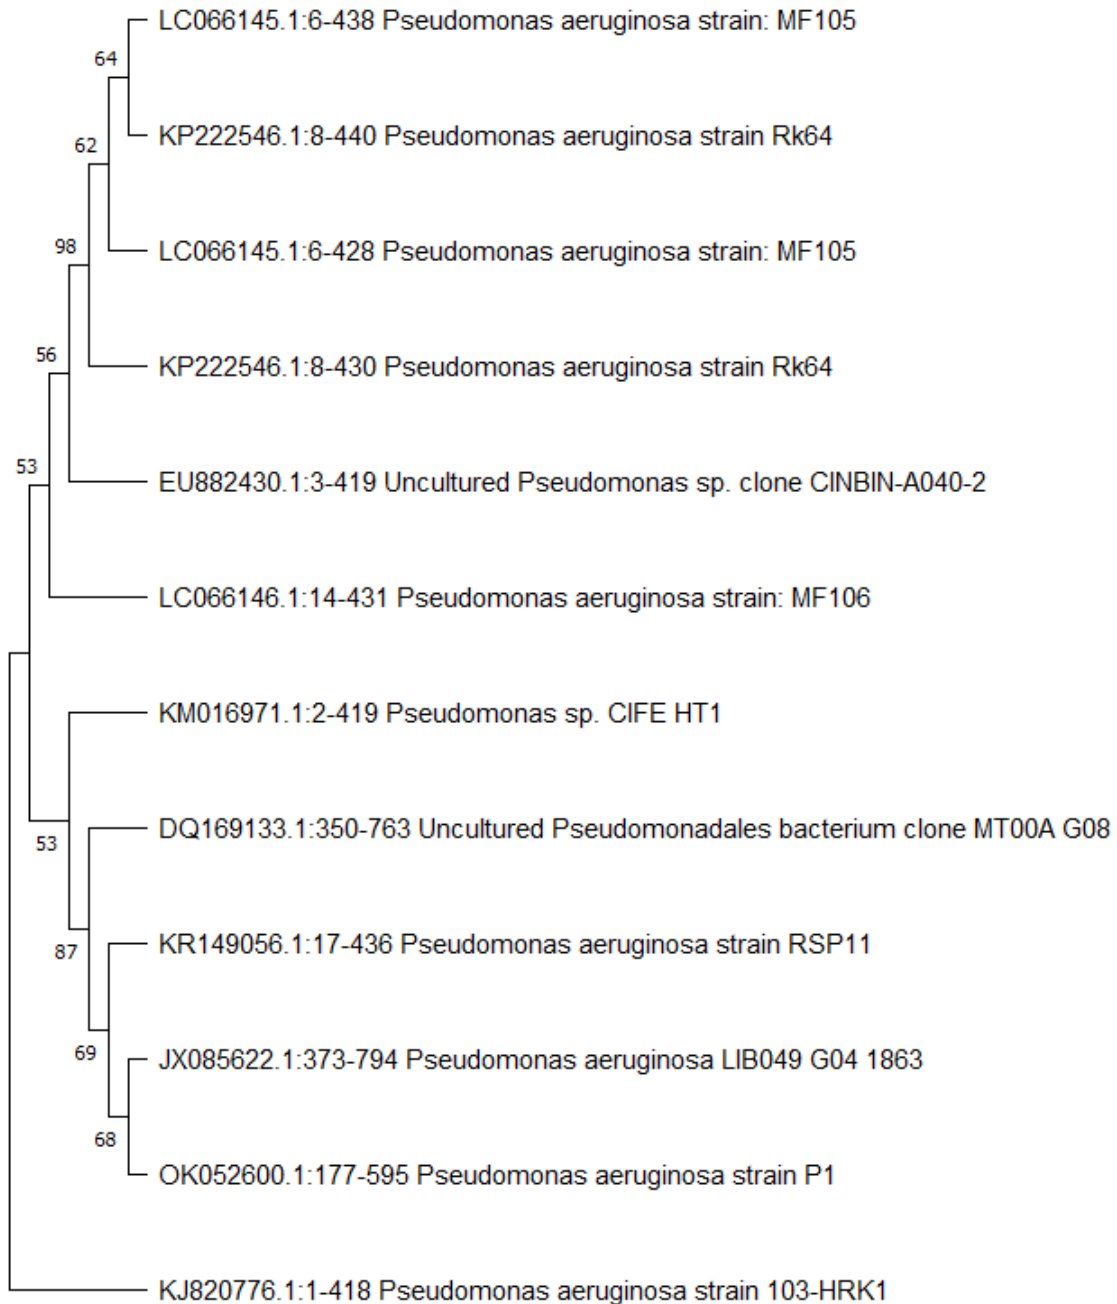 LC066145.1:6-438 Pseudomonas aeruginosa strain: MF105
64
KP222546.1:8-440 Pseudomonas aeruginosa strain Rk64
62
LC066145.1:6-428 Pseudomonas aeruginosa strain: MF105
98
KP222546.1:8-430 Pseudomonas aeruginosa strain Rk64
56
EU882430.1:3-419 Uncultured Pseudomonas sp. clone CINBIN-A040-2
53
LC066146.1:14-431 Pseudomonas aeruginosa strain: MF106
KM016971.1:2-419 Pseudomonas sp. CIFE HT1
DQ169133.1:350-763 Uncultured Pseudomonadales bacterium clone MT00A G08
53
KR149056.1:17-436 Pseudomonas aeruginosa strain RSP11
87
JX085622.1:373-794 Pseudomonas aeruginosa LIB049 G04 1863
69
68
OK052600.1:177-595 Pseudomonas aeruginosa strain P1
KJ820776.1:1-418 Pseudomonas aeruginosa strain 103-HRK1